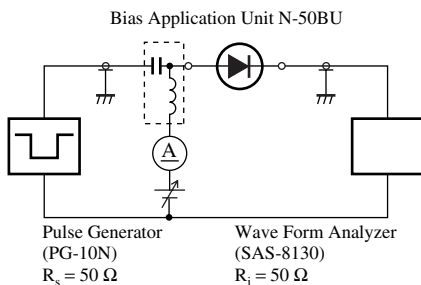 Bias Application Unit N-50BU
A
Pulse Generator
(PG-10N)
Rs = 50 Ω
Wave Form Analyzer
(SAS-8130)
Ri = 50 Ω